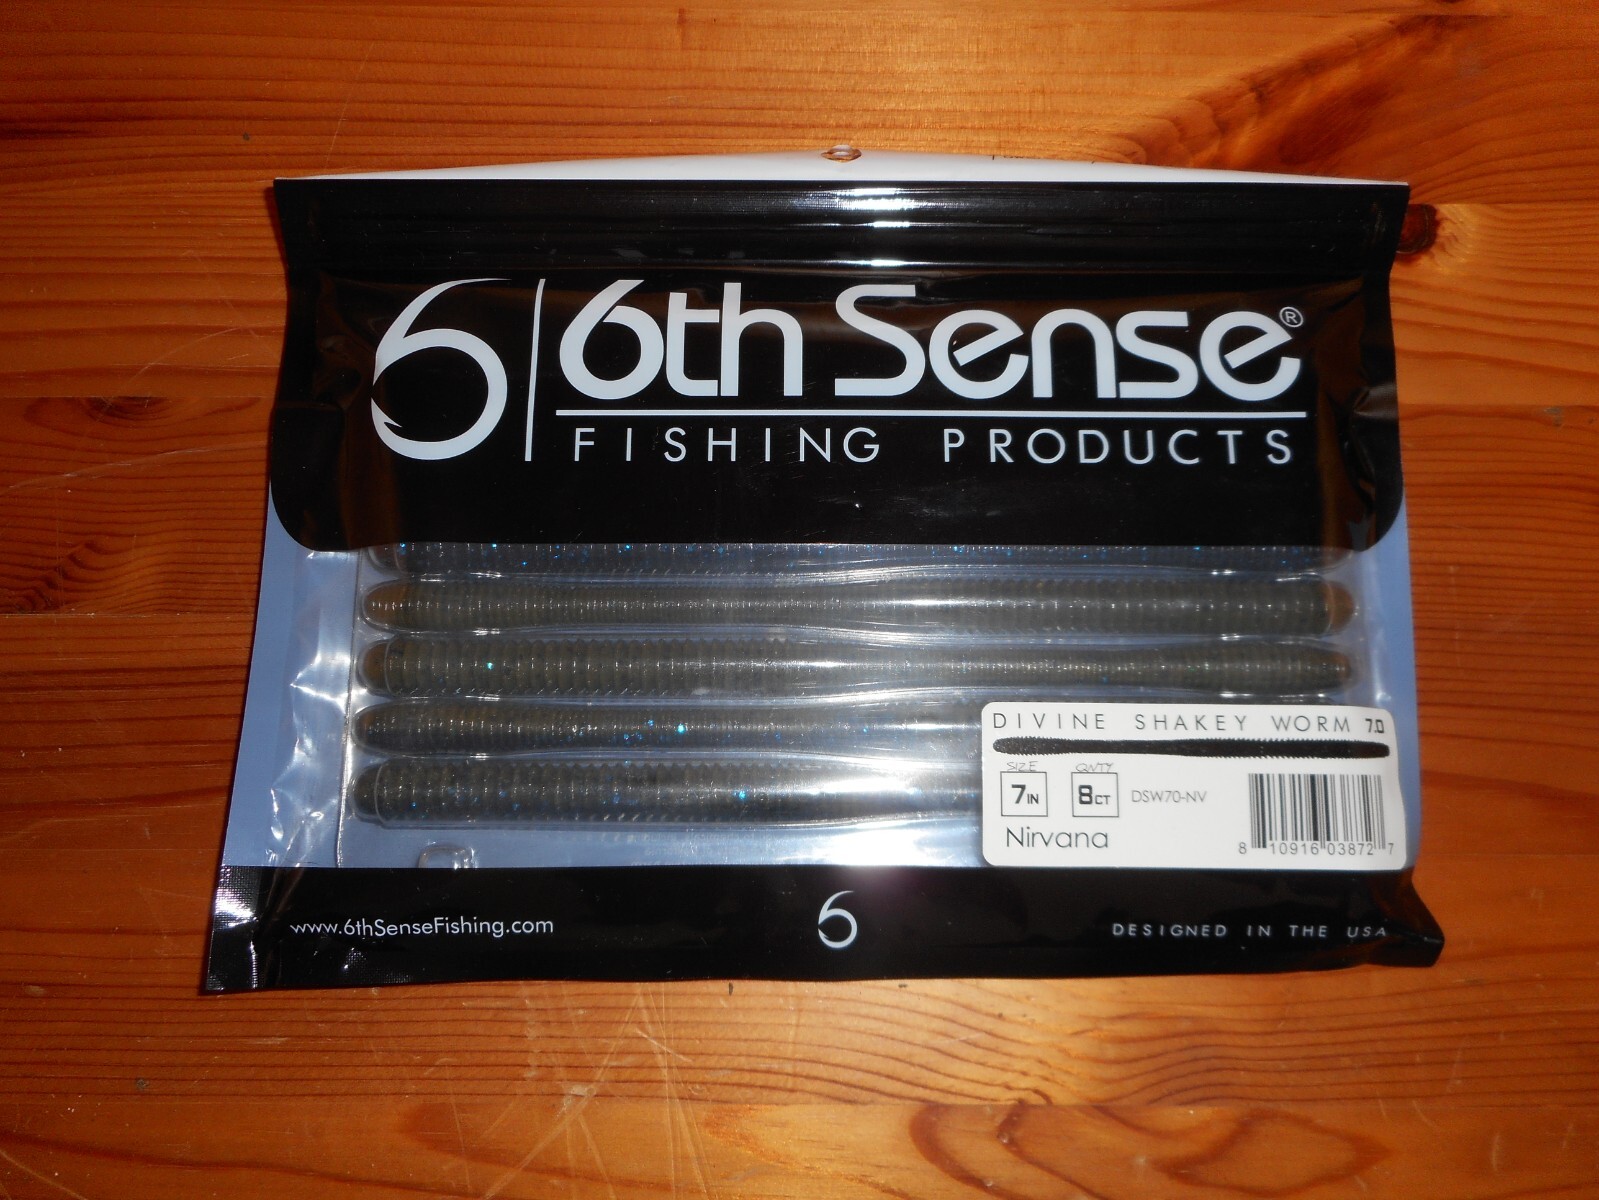 6 6th Sense®
FISHING PRODUCTS
DIVINE SHAKEY WORM 7.0
SIZE QNTY
7IN 8CT DSW70-NV
Nirvana
8 10916 03872 7
www.6thSenseFishing.com 6 DESIGNED IN THE USA